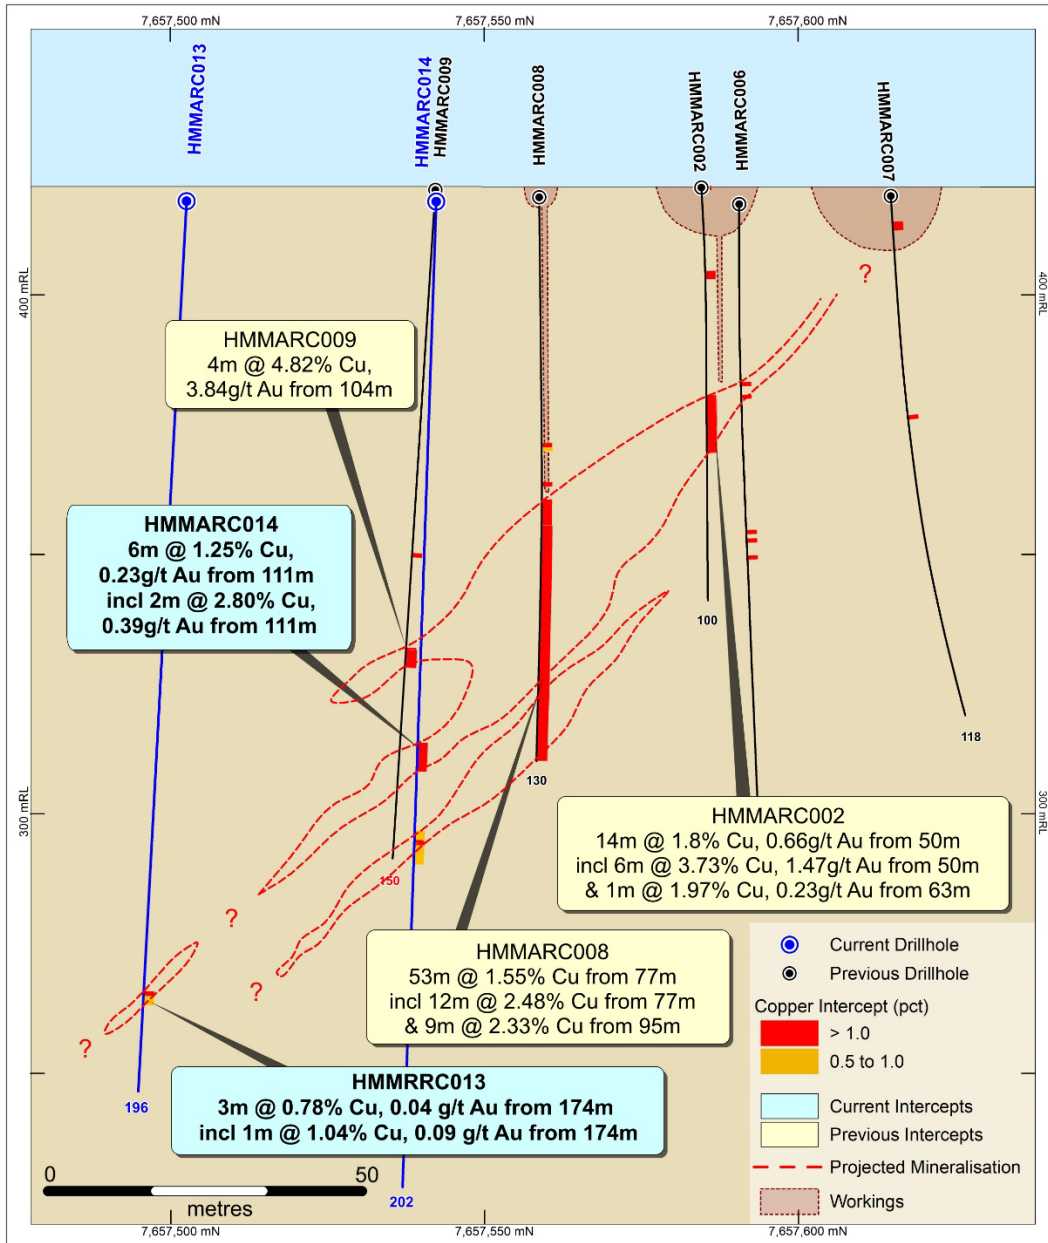 7,657,500 mN
7,657,550 mN
7,657,600 mN
HMMARC013
HMMARC014
HMMARC009
HMMARC008
HMMARC002
HMMARC006
HMMARC007
400 mRL
400 mRL
?
HMMARC009
4m @ 4.82% Cu,
3.84g/t Au from 104m
HMMARC014
6m @ 1.25% Cu,
0.23g/t Au from 111m
incl 2m @ 2.80% Cu,
0.39g/t Au from 111m
100
118
130
300 mRL
300 mRL
HMMARC002
14m @ 1.8% Cu, 0.66g/t Au from 50m
incl 6m @ 3.73% Cu, 1.47g/t Au from 50m
& 1m @ 1.97% Cu, 0.23g/t Au from 63m
150
?
?
?
HMMARC008
53m @ 1.55% Cu from 77m
incl 12m @ 2.48% Cu from 77m
& 9m @ 2.33% Cu from 95m
HMMRRC013
3m @ 0.78% Cu, 0.04 g/t Au from 174m
incl 1m @ 1.04% Cu, 0.09 g/t Au from 174m
196
202
Current Drillhole
Previous Drillhole
Copper Intercept (pct)
> 1.0
0.5 to 1.0
Current Intercepts
Previous Intercepts
Projected Mineralisation
Workings
0
50
metres
7,657,500 mN
7,657,550 mN
7,657,600 mN